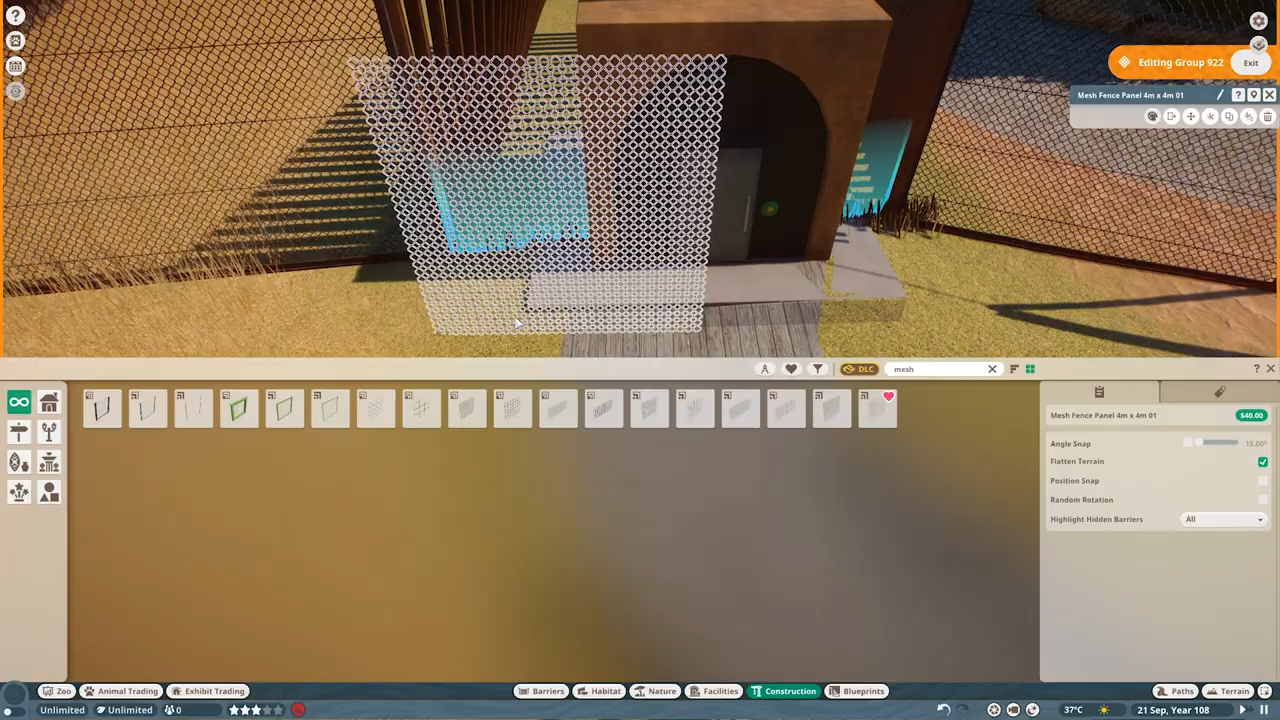 Editing Group 922
Exit
Mesh Fence Panel 4m x 4m 01
DLC
mesh
Mesh Fence Panel 4m x 4m 01
$40.00
Angle Snap
15.00°
Flatten Terrain
Position Snap
Random Rotation
Highlight Hidden Barriers
All
Zoo
Animal Trading
Exhibit Trading
Barriers
Habitat
Nature
Facilities
Construction
Blueprints
Paths
Terrain
Unlimited
Unlimited
0
37°C
21 Sep, Year 108